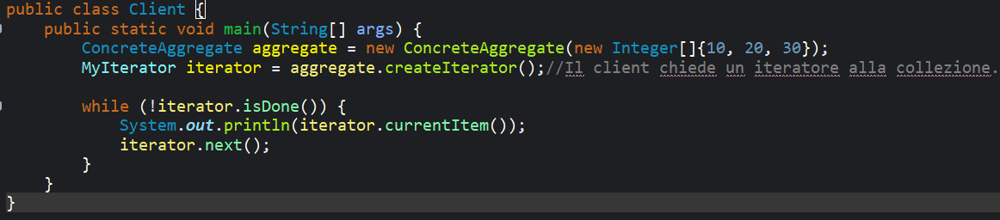 public class Client {
    public static void main(String[] args) {
        ConcreteAggregate aggregate = new ConcreteAggregate(new Integer[]{10, 20, 30});
        MyIterator iterator = aggregate.createIterator();//Il client chiede un iteratore alla collezione.
        while (!iterator.isDone()) {
            System.out.println(iterator.currentItem());
            iterator.next();
        }
    }
}